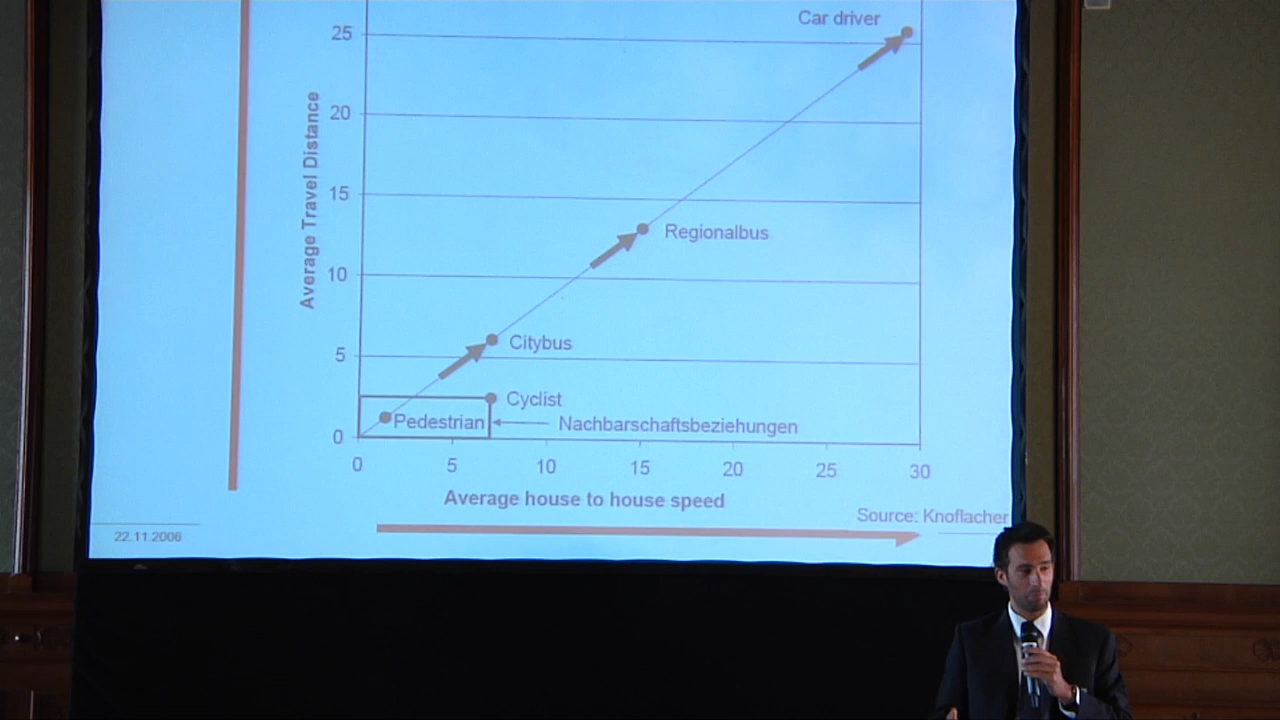 Car driver
25
20
15
10
5
0
Average Travel Distance
Regionalbus
Citybus
Cyclist
Pedestrian
Nachbarschaftsbeziehungen
0 5 10 15 20 25 30
Average house to house speed
Source: Knoflacher
22.11.2006